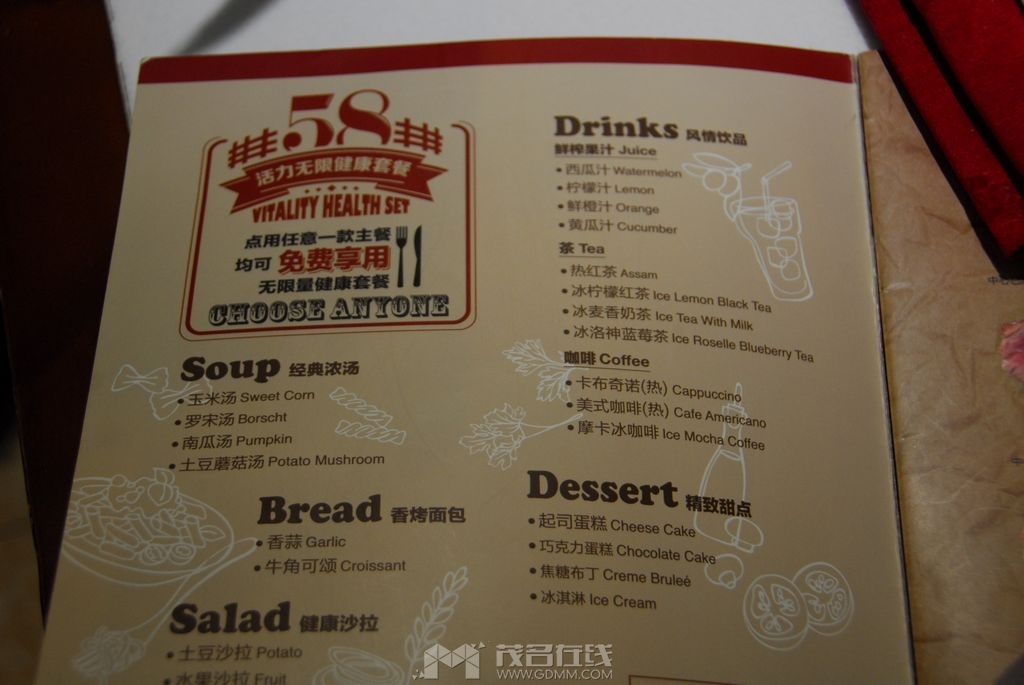 58
活力无限健康套餐
VITALITY HEALTH SET
点用任意一款主餐
均可 免费享用
无限量健康套餐
CHOOSE ANYONE
Soup 经典浓汤
• 玉米汤 Sweet Corn
• 罗宋汤 Borscht
• 南瓜汤 Pumpkin
• 土豆蘑菇汤 Potato Mushroom
Bread 香烤面包
• 香蒜 Garlic
• 牛角可颂 Croissant
Salad 健康沙拉
• 土豆沙拉 Potato
• 水果沙拉 Fruit
Drinks 风情饮品
鲜榨果汁 Juice
• 西瓜汁 Watermelon
• 柠檬汁 Lemon
• 鲜橙汁 Orange
• 黄瓜汁 Cucumber
茶 Tea
• 热红茶 Assam
• 冰柠檬红茶 Ice Lemon Black Tea
• 冰麦香奶茶 Ice Tea With Milk
• 冰洛神蓝莓茶 Ice Roselle Blueberry Tea
咖啡 Coffee
• 卡布奇诺(热) Cappuccino
• 美式咖啡(热) Cafe Americano
• 摩卡冰咖啡 Ice Mocha Coffee
Dessert 精致甜点
• 起司蛋糕 Cheese Cake
• 巧克力蛋糕 Chocolate Cake
• 焦糖布丁 Creme Bruleé
• 冰淇淋 Ice Cream
茂名在线
WWW.GDMM.COM